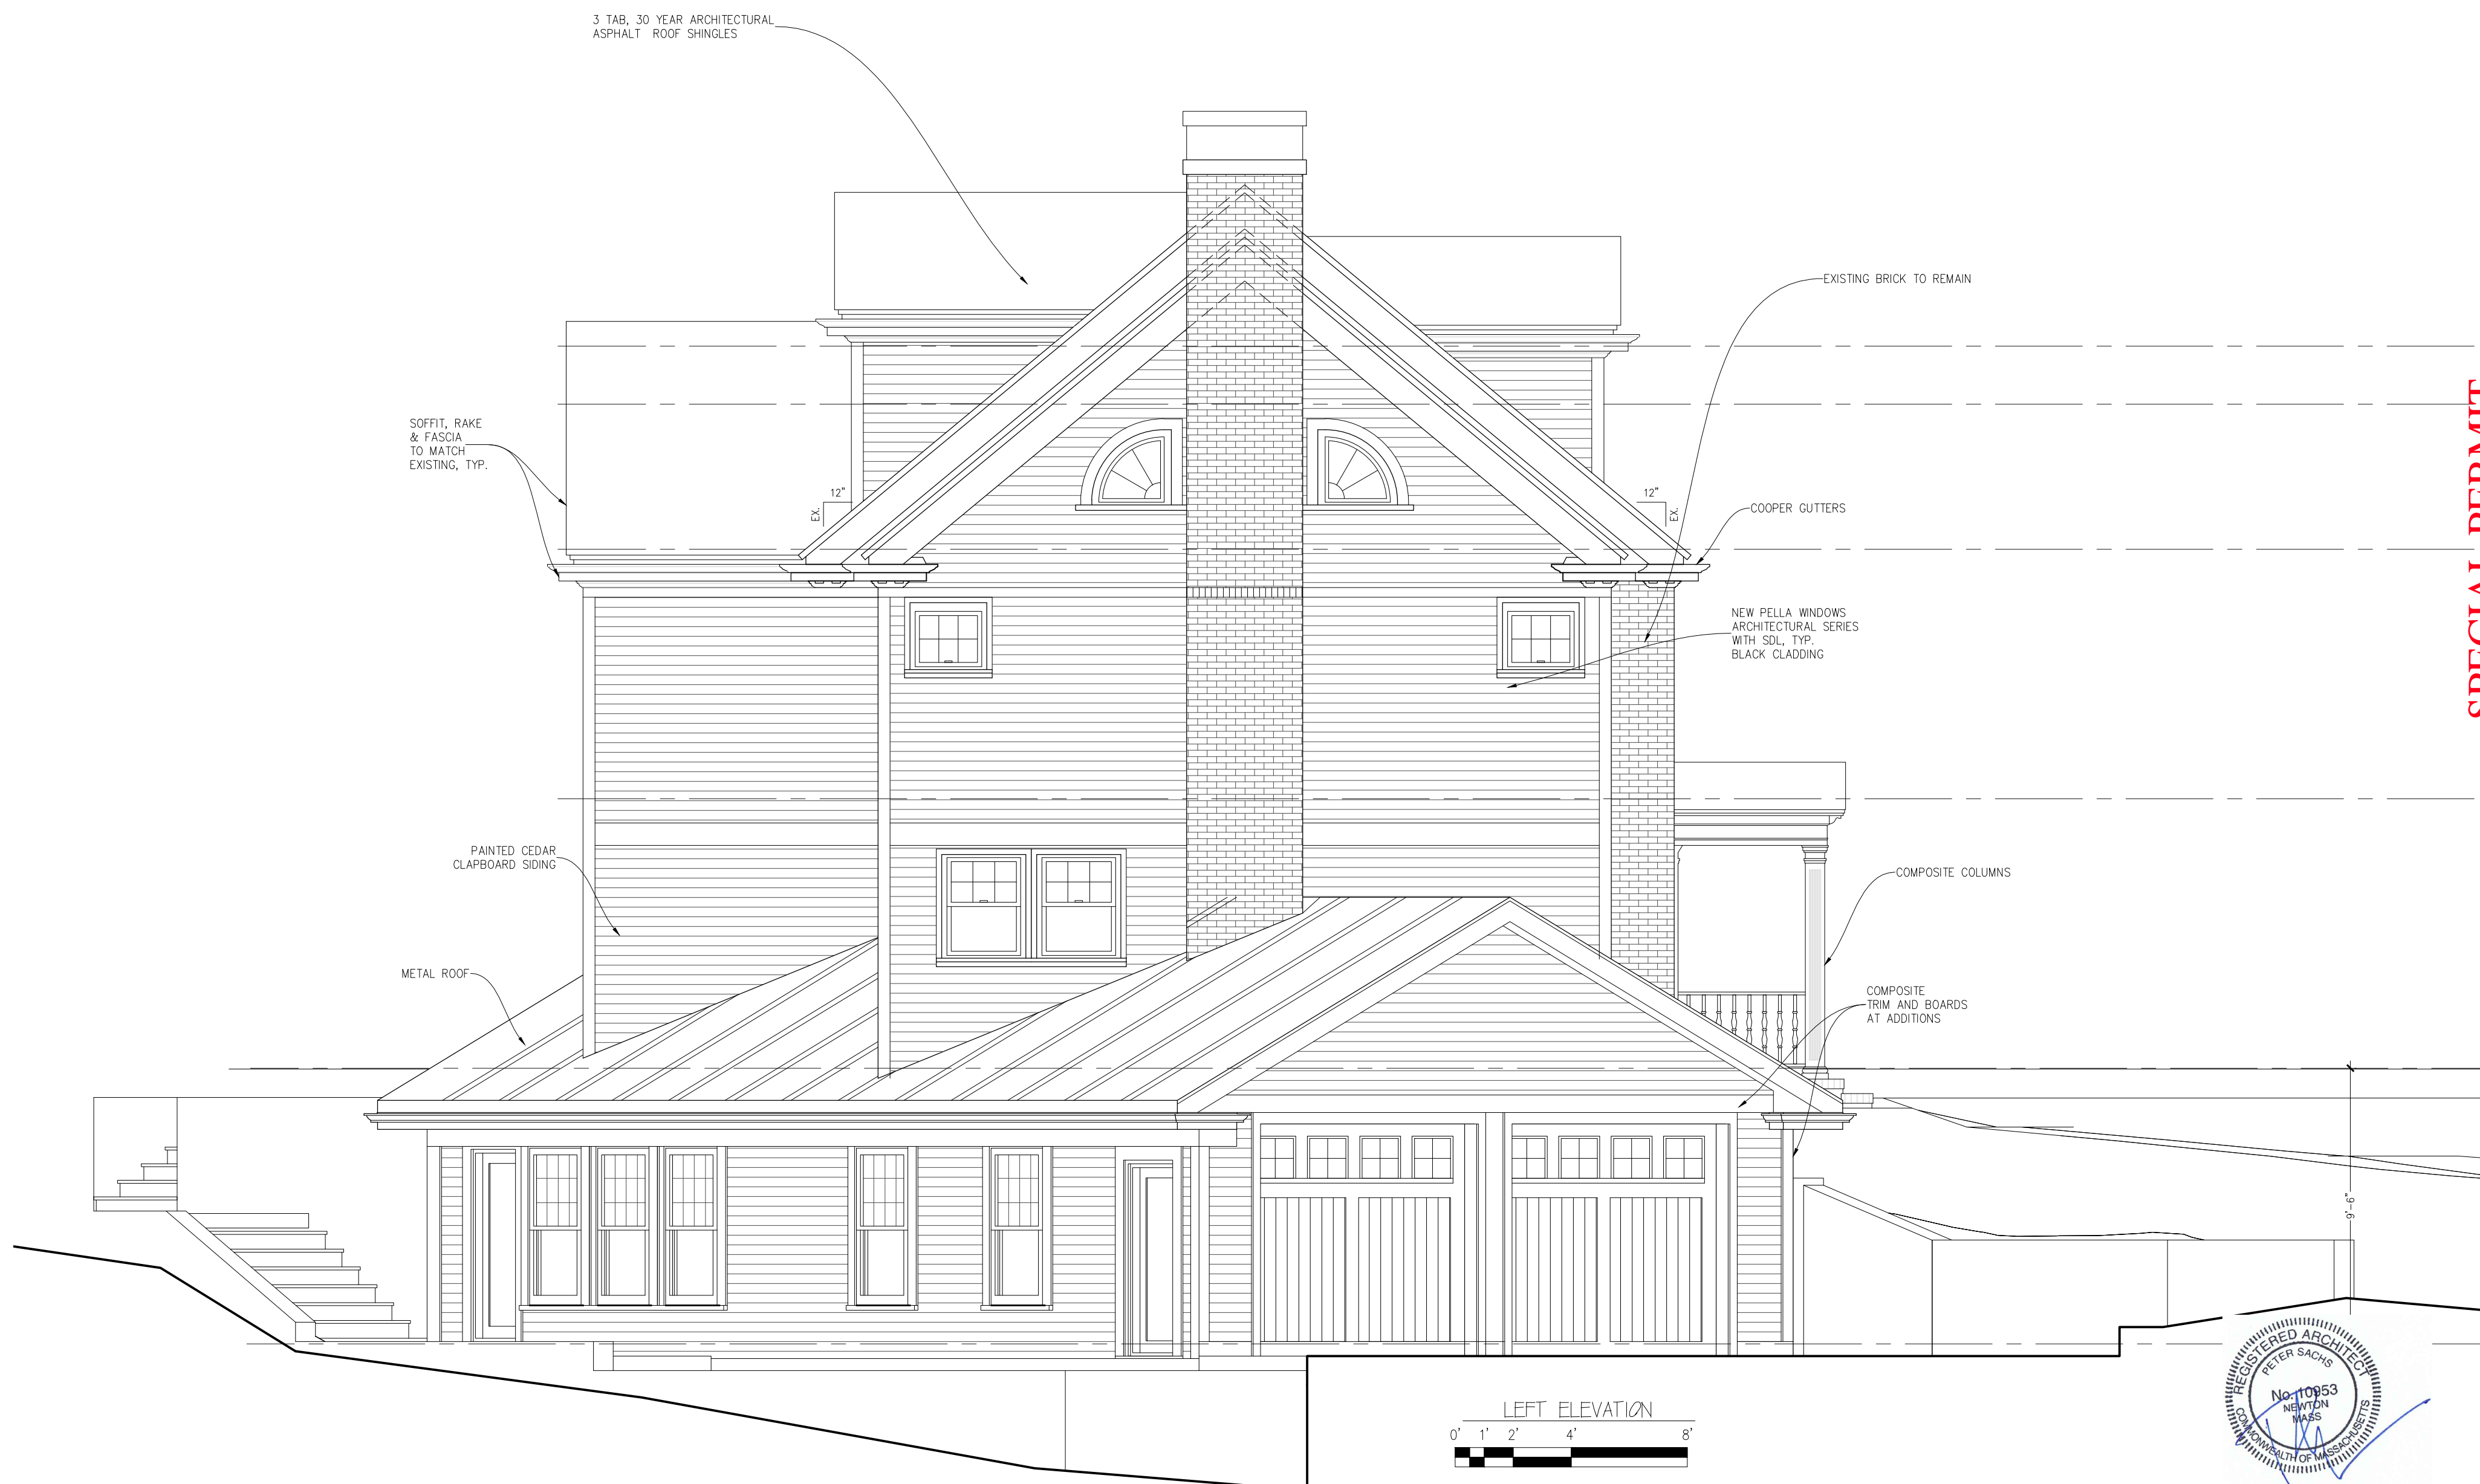 3 TAB, 30 YEAR ARCHITECTURAL
ASPHALT ROOF SHINGLES
EXISTING BRICK TO REMAIN
SOFFIT, RAKE
& FASCIA
TO MATCH
EXISTING, TYP.
12"
EX.
12"
EX.
COOPER GUTTERS
NEW PELLA WINDOWS
ARCHITECTURAL SERIES
WITH SDL, TYP.
BLACK CLADDING
SPECIAL PERMIT
PAINTED CEDAR
CLAPBOARD SIDING
COMPOSITE COLUMNS
METAL ROOF
COMPOSITE
TRIM AND BOARDS
AT ADDITIONS
9'-6"
LEFT ELEVATION
0' 1' 2' 4' 8'
REGISTERED ARCHITECT
PETER SACHS
No. 10953
NEWTON
MASS
COMMONWEALTH OF MASSACHUSETTS